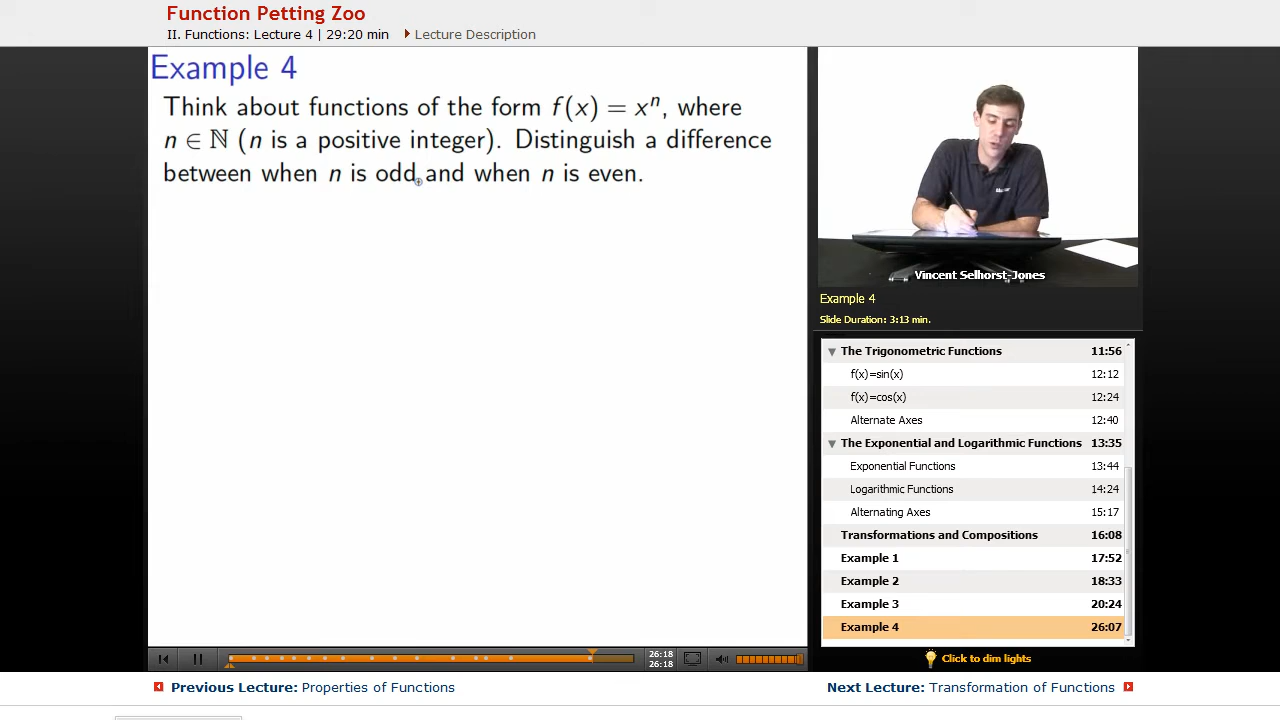 Function Petting Zoo
II. Functions: Lecture 4 | 29:20 min
Lecture Description
Example 4
Think about functions of the form f(x) = xⁿ, where
n ∈ ℕ (n is a positive integer). Distinguish a difference
between when n is odd and when n is even.
Vincent Selhorst-Jones
Example 4
Slide Duration: 3:13 min.
The Trigonometric Functions 11:56
f(x)=sin(x) 12:12
f(x)=cos(x) 12:24
Alternate Axes 12:40
The Exponential and Logarithmic Functions 13:35
Exponential Functions 13:44
Logarithmic Functions 14:24
Alternating Axes 15:17
Transformations and Compositions 16:08
Example 1 17:52
Example 2 18:33
Example 3 20:24
Example 4 26:07
26:18
26:18
Click to dim lights
Previous Lecture: Properties of Functions
Next Lecture: Transformation of Functions